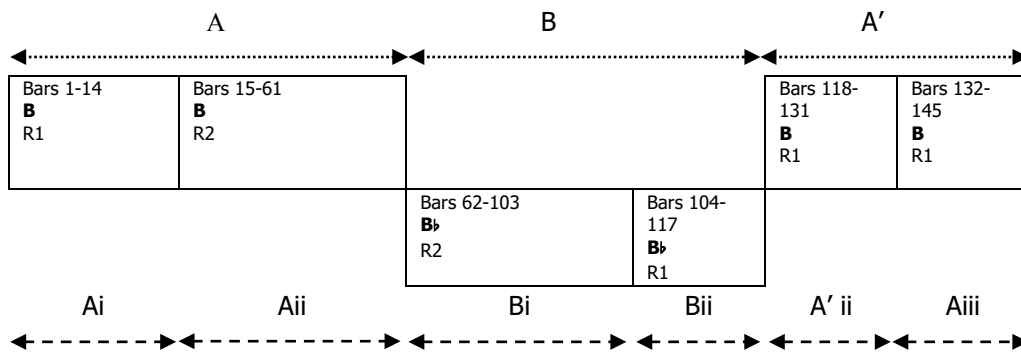 A B A′
Bars 1-14
B
R1
Bars 15-61
B
R2
Bars 118-
131
B
R1
Bars 132-
145
B
R1
Bars 62-103
B♭
R2
Bars 104-
117
B♭
R1
Ai Aii Bi Bii A′ ii Aiii